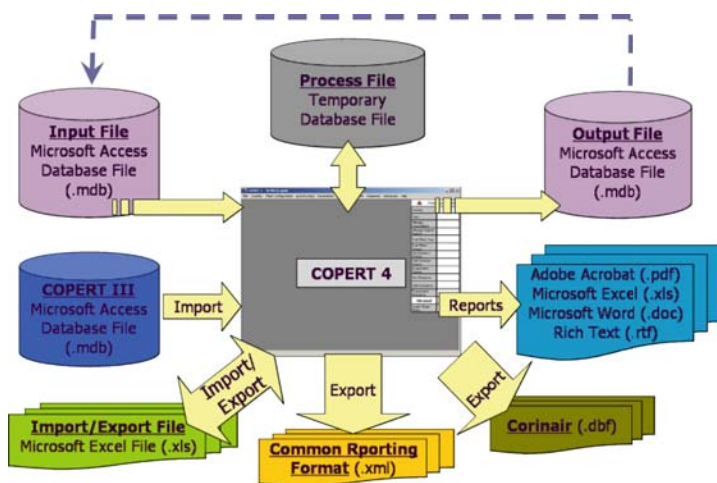 Process File
Temporary
Database File
Input File
Microsoft Access
Database File
(.mdb)
Output File
Microsoft Access
Database File
(.mdb)
COPERT 4
COPERT III
Microsoft Access
Database File
(.mdb)
Import
Reports
Adobe Acrobat (.pdf)
Microsoft Excel (.xls)
Microsoft Word (.doc)
Rich Text (.rtf)
Import/
Export
Export
Export
Import/Export File
Microsoft Excel File (.xls)
Common Rporting
Format (.xml)
Corinair (.dbf)